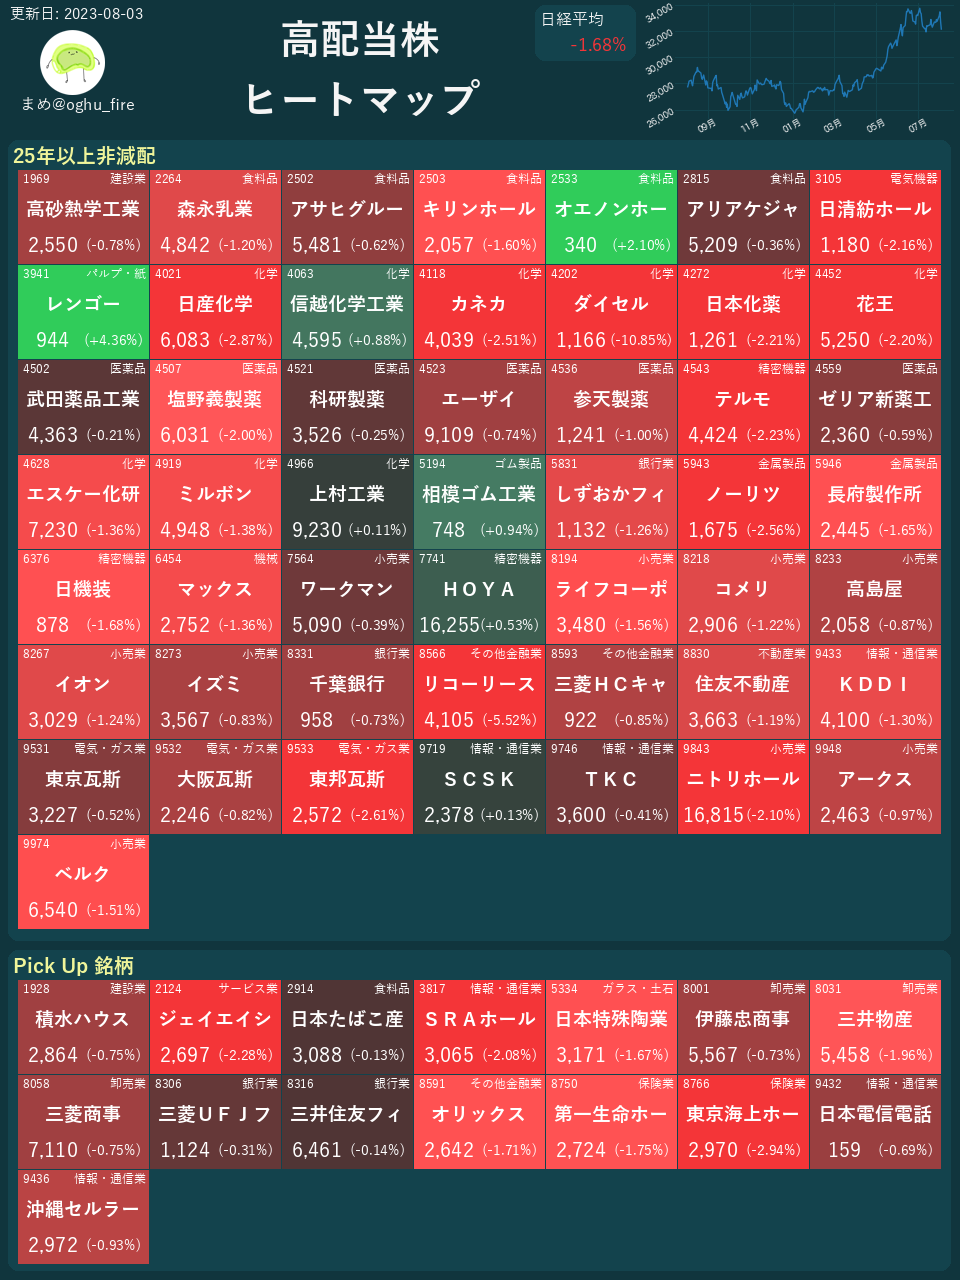 更新日: 2023-08-03
まめ@oghu_fire
高配当株
ヒートマップ
日経平均
-1.68%
34,000
32,000
30,000
28,000
26,000
09月 11月 01月 03月 05月 07月
25年以上非減配
1969 建設業 2264 食料品 2502 食料品 2503 食料品 2533 食料品 2815 食料品 3105 電気機器
高砂熱学工業 森永乳業 アサヒグルー キリンホール オエノンホー アリアケジャ 日清紡ホール
2,550 (-0.78%) 4,842 (-1.20%) 5,481 (-0.62%) 2,057 (-1.60%) 340 (+2.10%) 5,209 (-0.36%) 1,180 (-2.16%)
3941 パルプ・紙 4021 化学 4063 化学 4118 化学 4202 化学 4272 化学 4452 化学
レンゴー 日産化学 信越化学工業 カネカ ダイセル 日本化薬 花王
944 (+4.36%) 6,083 (-2.87%) 4,595 (+0.88%) 4,039 (-2.51%) 1,166 (-10.85%) 1,261 (-2.21%) 5,250 (-2.20%)
4502 医薬品 4507 医薬品 4521 医薬品 4523 医薬品 4536 医薬品 4543 精密機器 4559 医薬品
武田薬品工業 塩野義製薬 科研製薬 エーザイ 参天製薬 テルモ ゼリア新薬工
4,363 (-0.21%) 6,031 (-2.00%) 3,526 (-0.25%) 9,109 (-0.74%) 1,241 (-1.00%) 4,424 (-2.23%) 2,360 (-0.59%)
4628 化学 4919 化学 4966 化学 5194 ゴム製品 5831 銀行業 5943 金属製品 5946 金属製品
エスケー化研 ミルボン 上村工業 相模ゴム工業 しずおかフィ ノーリツ 長府製作所
7,230 (-1.36%) 4,948 (-1.38%) 9,230 (+0.11%) 748 (+0.94%) 1,132 (-1.26%) 1,675 (-2.56%) 2,445 (-1.65%)
6376 精密機器 6454 機械 7564 小売業 7741 精密機器 8194 小売業 8218 小売業 8233 小売業
日機装 マックス ワークマン ＨＯＹＡ ライフコーポ コメリ 高島屋
878 (-1.68%) 2,752 (-1.36%) 5,090 (-0.39%) 16,255 (+0.53%) 3,480 (-1.56%) 2,906 (-1.22%) 2,058 (-0.87%)
8267 小売業 8273 小売業 8331 銀行業 8566 その他金融業 8593 その他金融業 8830 不動産業 9433 情報・通信業
イオン イズミ 千葉銀行 リコーリース 三菱ＨＣキャ 住友不動産 ＫＤＤＩ
3,029 (-1.24%) 3,567 (-0.83%) 958 (-0.73%) 4,105 (-5.52%) 922 (-0.85%) 3,663 (-1.19%) 4,100 (-1.30%)
9531 電気・ガス業 9532 電気・ガス業 9533 電気・ガス業 9719 情報・通信業 9746 情報・通信業 9843 小売業 9948 小売業
東京瓦斯 大阪瓦斯 東邦瓦斯 ＳＣＳＫ ＴＫＣ ニトリホール アークス
3,227 (-0.52%) 2,246 (-0.82%) 2,572 (-2.61%) 2,378 (+0.13%) 3,600 (-0.41%) 16,815 (-2.10%) 2,463 (-0.97%)
9974 小売業
ベルク
6,540 (-1.51%)
Pick Up 銘柄
1928 建設業 2124 サービス業 2914 食料品 3817 情報・通信業 5334 ガラス・土石 8001 卸売業 8031 卸売業
積水ハウス ジェイエイシ 日本たばこ産 ＳＲＡホール 日本特殊陶業 伊藤忠商事 三井物産
2,864 (-0.75%) 2,697 (-2.28%) 3,088 (-0.13%) 3,065 (-2.08%) 3,171 (-1.67%) 5,567 (-0.73%) 5,458 (-1.96%)
8058 卸売業 8306 銀行業 8316 銀行業 8591 その他金融業 8750 保険業 8766 保険業 9432 情報・通信業
三菱商事 三菱ＵＦＪフ 三井住友フィ オリックス 第一生命ホー 東京海上ホー 日本電信電話
7,110 (-0.75%) 1,124 (-0.31%) 6,461 (-0.14%) 2,642 (-1.71%) 2,724 (-1.75%) 2,970 (-2.94%) 159 (-0.69%)
9436 情報・通信業
沖縄セルラー
2,972 (-0.93%)